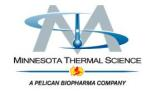 MINNESOTA THERMAL SCIENCE
A PELICAN BIOPHARMA COMPANY